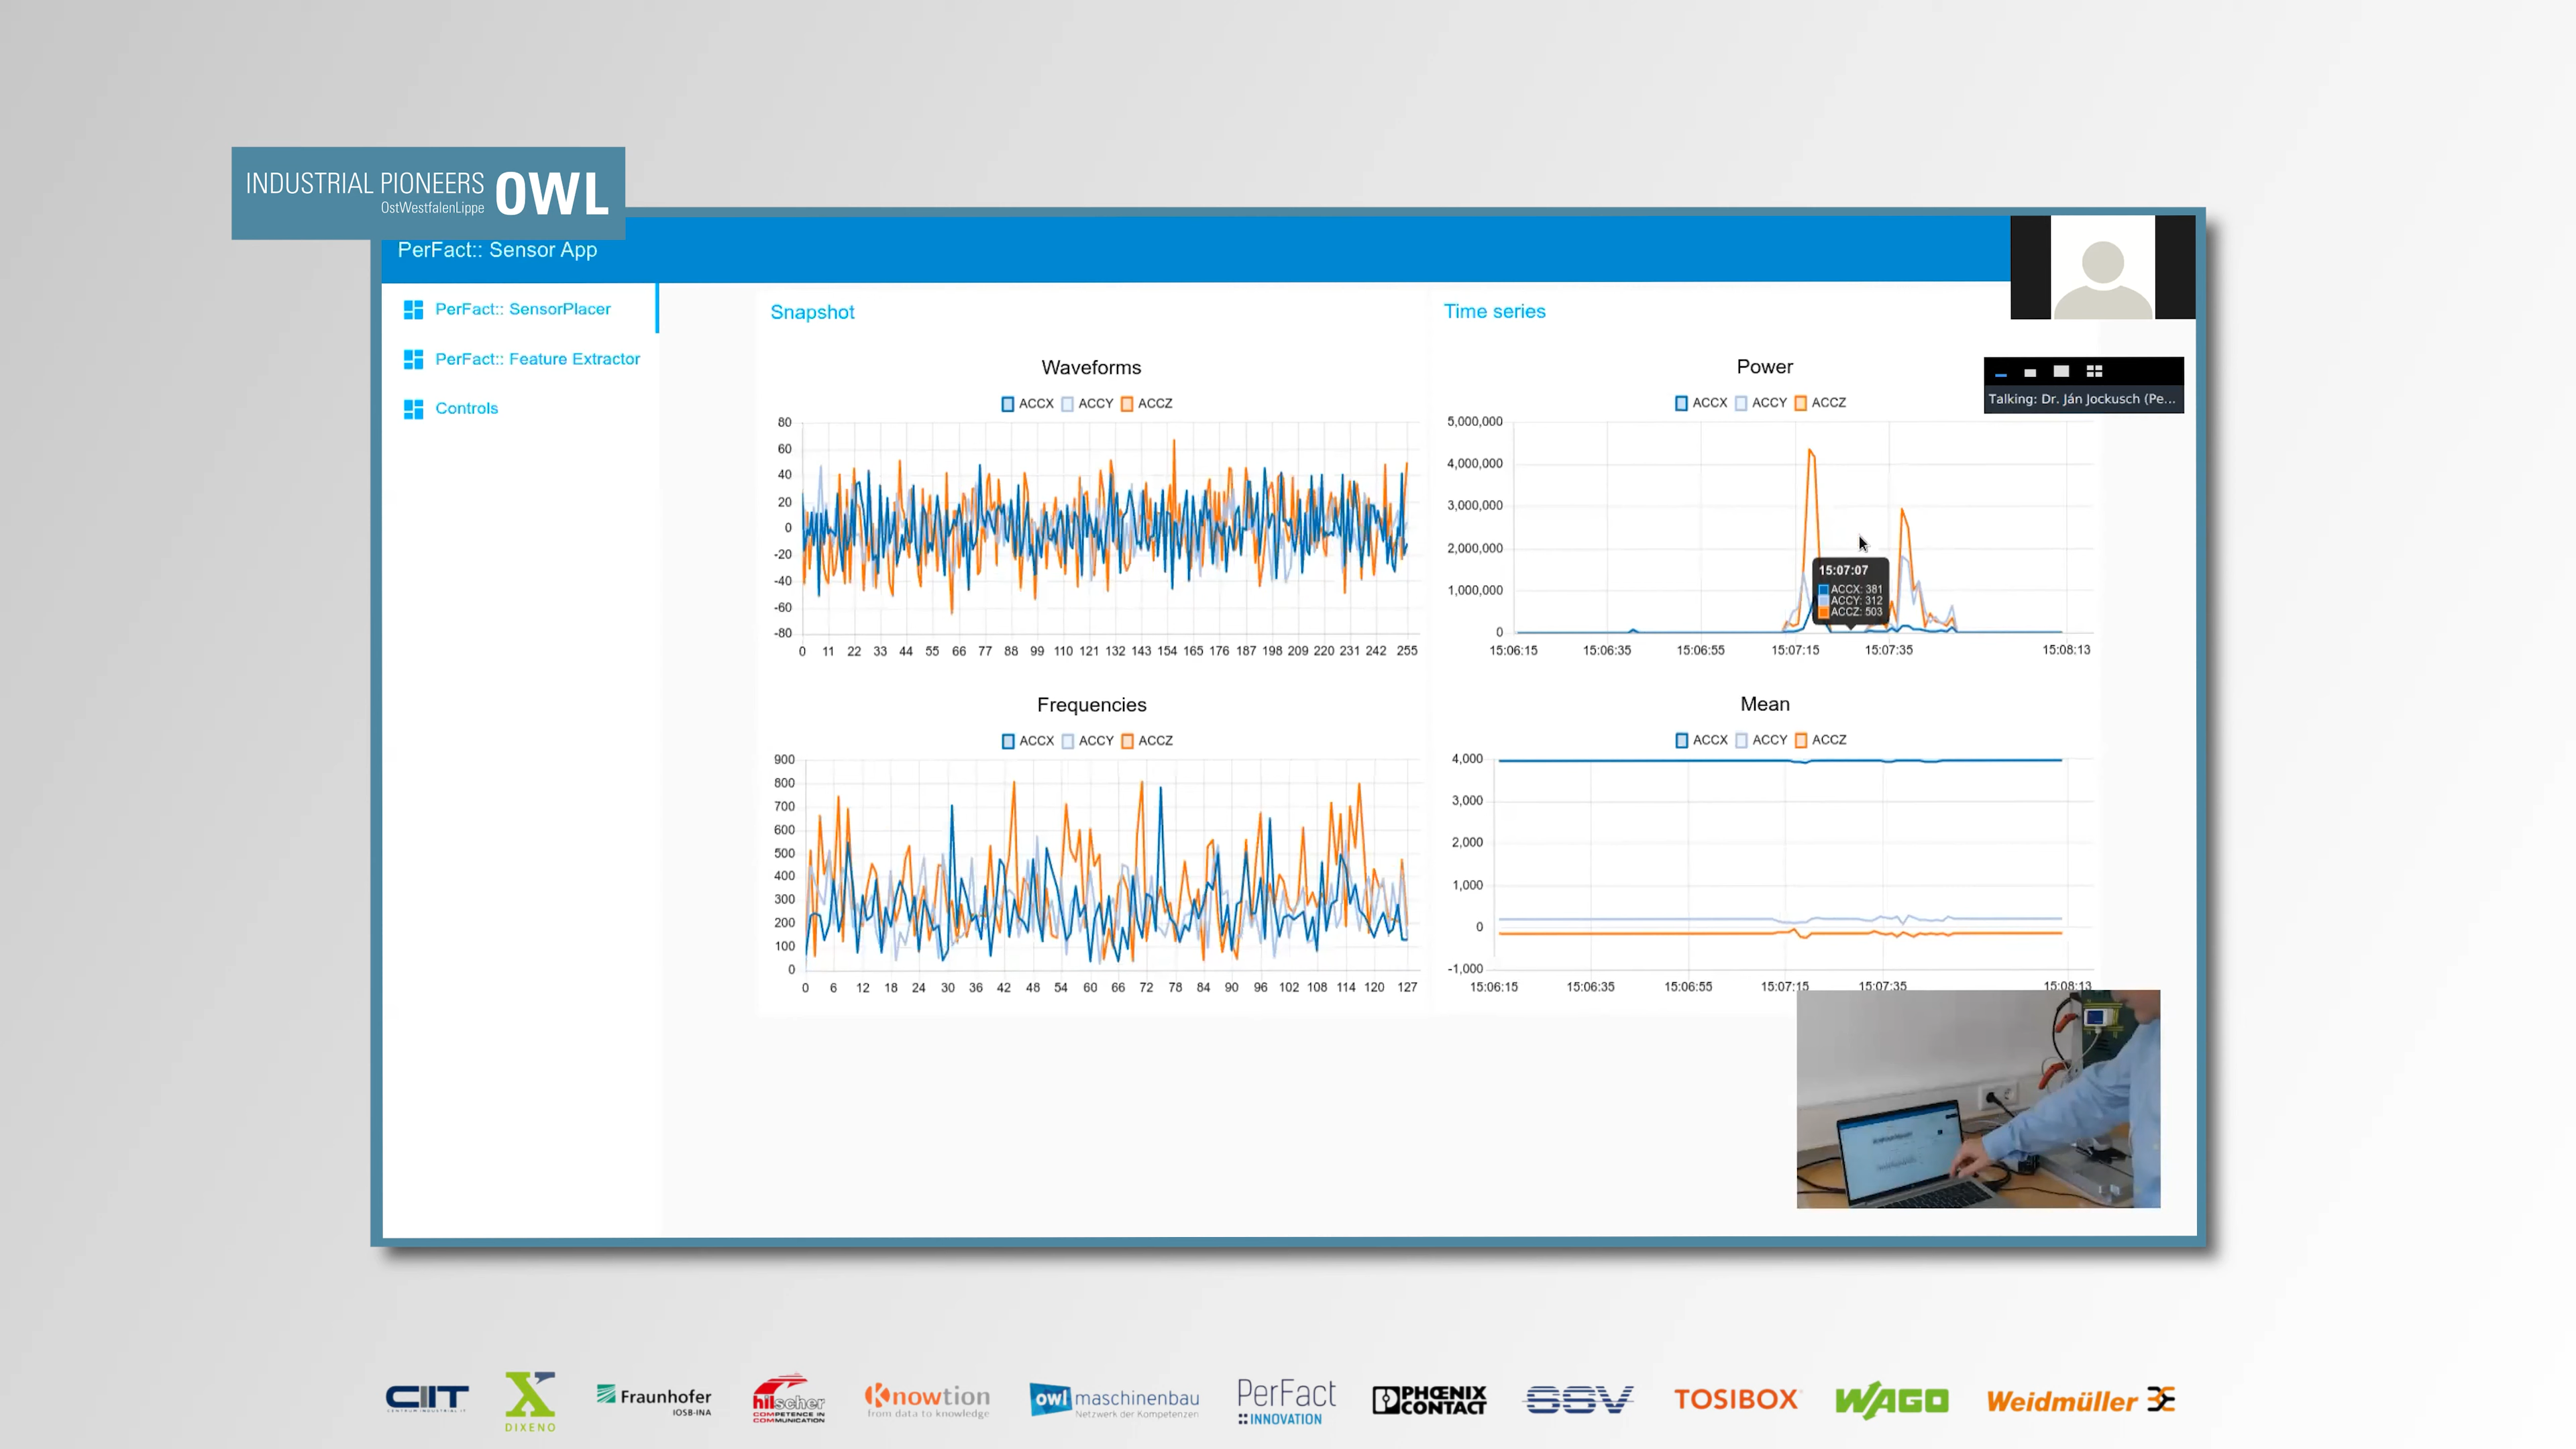 INDUSTRIAL PIONEERS OWL
OstWestfalenLippe
PerFact:: Sensor App
PerFact:: SensorPlacer
PerFact:: Feature Extractor
Controls
Snapshot
Waveforms
ACCX ACCY ACCZ
80
60
40
20
0
-20
-40
-60
-80
0 11 22 33 44 55 66 77 88 99 110 121 132 143 154 165 176 187 198 209 220 231 242 255
Frequencies
ACCX ACCY ACCZ
900
800
700
600
500
400
300
200
100
0
0 6 12 18 24 30 36 42 48 54 60 66 72 78 84 90 96 102 108 114 120 127
Time series
Power
ACCX ACCY ACCZ
5,000,000
4,000,000
3,000,000
2,000,000
1,000,000
0
15:07:07
ACCX: 381
ACCY: 312
ACCZ: 503
15:06:15 15:06:35 15:06:55 15:07:15 15:07:35 15:08:13
Talking: Dr. Ján Jockusch (Pe...
Mean
ACCX ACCY ACCZ
4,000
3,000
2,000
1,000
0
-1,000
15:06:15 15:06:35 15:06:55 15:07:15 15:07:35 15:08:13
CIIT
CENTRUM INDUSTRIAL IT
X
DIXENO
Fraunhofer
IOSB-INA
hilscher
COMPETENCE IN
COMMUNICATION
Knowtion
from data to knowledge
owl maschinenbau
Netzwerk der Kompetenzen
PerFact
::INNOVATION
PHŒNIX
CONTACT
SSV
TOSIBOX
WAGO
Weidmüller